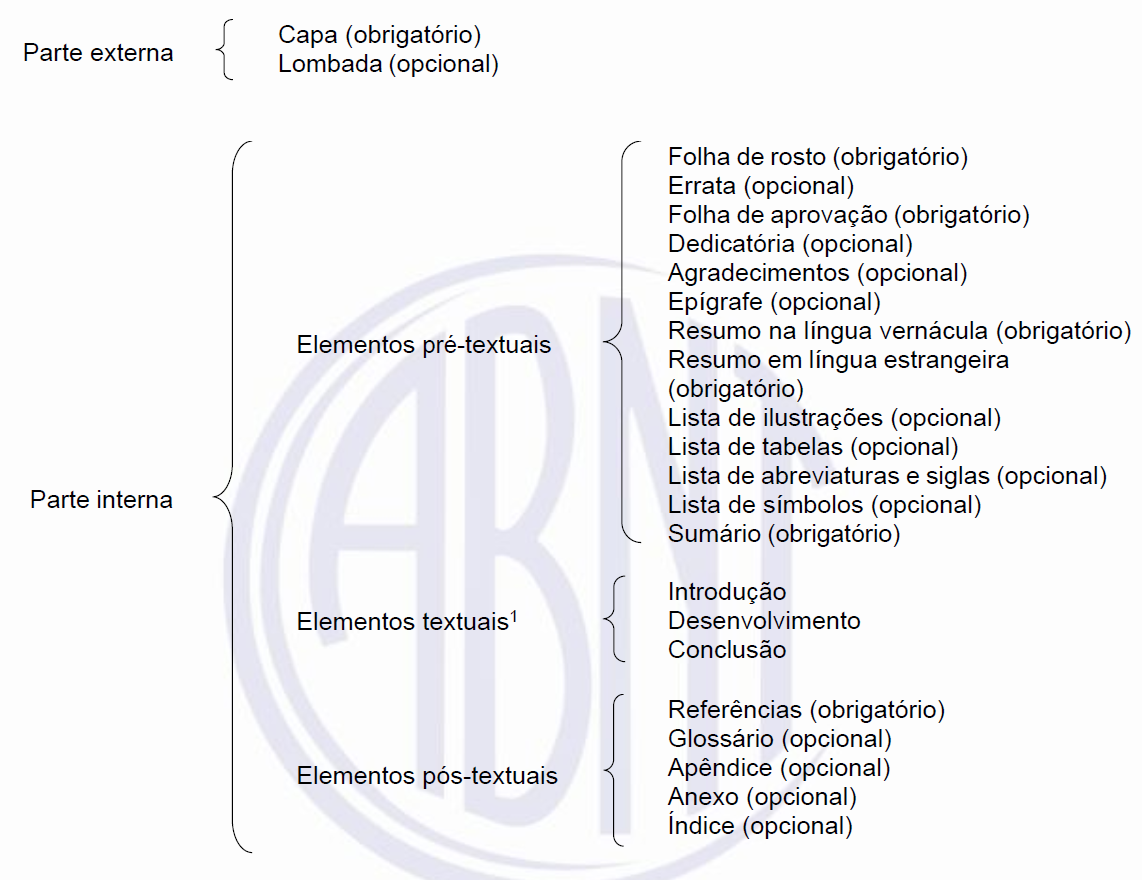 Parte externa
Capa (obrigatório)
Lombada (opcional)
Parte interna
Elementos pré-textuais
Folha de rosto (obrigatório)
Errata (opcional)
Folha de aprovação (obrigatório)
Dedicatória (opcional)
Agradecimentos (opcional)
Epígrafe (opcional)
Resumo na língua vernácula (obrigatório)
Resumo em língua estrangeira
(obrigatório)
Lista de ilustrações (opcional)
Lista de tabelas (opcional)
Lista de abreviaturas e siglas (opcional)
Lista de símbolos (opcional)
Sumário (obrigatório)
Elementos textuais¹
Introdução
Desenvolvimento
Conclusão
Elementos pós-textuais
Referências (obrigatório)
Glossário (opcional)
Apêndice (opcional)
Anexo (opcional)
Índice (opcional)
ABNT